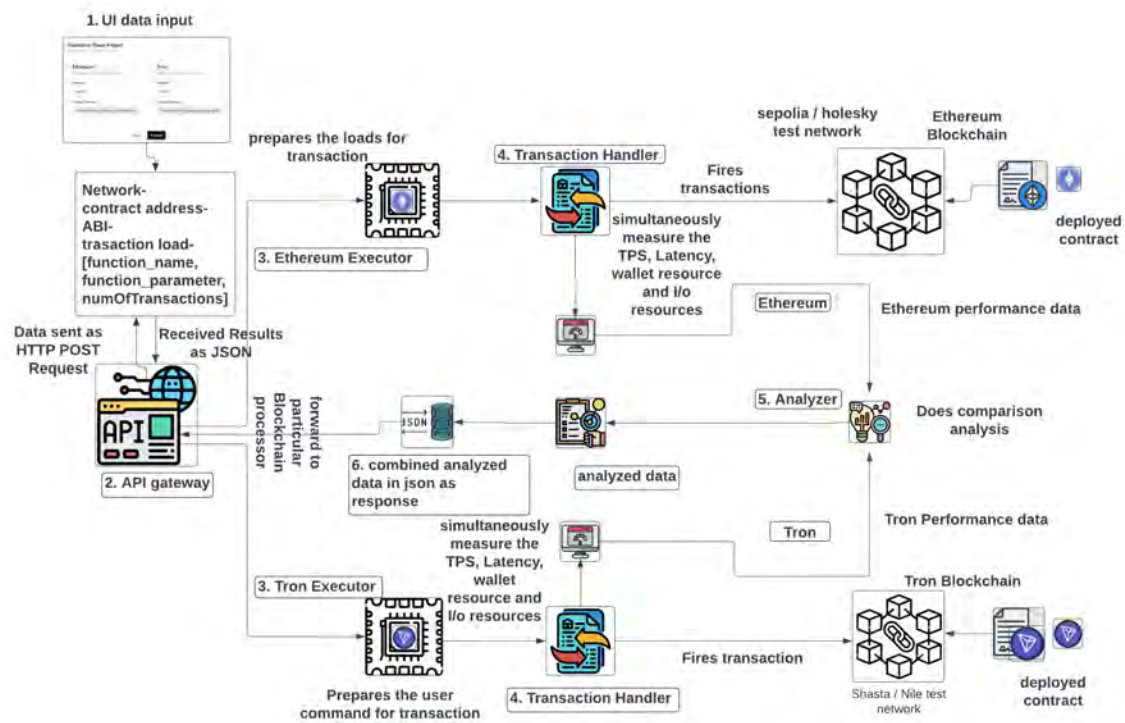 1. UI data input
Ethereum
Tron
Network-
contract address-
ABI-
trasaction load-
[function_name,
function_parameter,
numOfTransactions]
Data sent as
HTTP POST
Request
Received Results
as JSON
API
2. API gateway
forward to
particular
Blockchain
processor
prepares the loads for
transaction
3. Ethereum Executor
4. Transaction Handler
Fires
transactions
simultaneously
measure the
TPS, Latency,
wallet resource
and I/o
resources
sepolia / holesky
test network
Ethereum
Blockchain
deployed
contract
Ethereum
Ethereum performance data
5. Analyzer
Does comparison
analysis
analyzed data
JSON
6. combined analyzed
data in json as
response
simultaneously
measure the
TPS, Latency,
wallet
resource and
I/o resources
Tron
Tron Performance data
3. Tron Executor
Prepares the user
command for transaction
4. Transaction Handler
Fires transaction
Tron Blockchain
Shasta / Nile test
network
deployed
contract